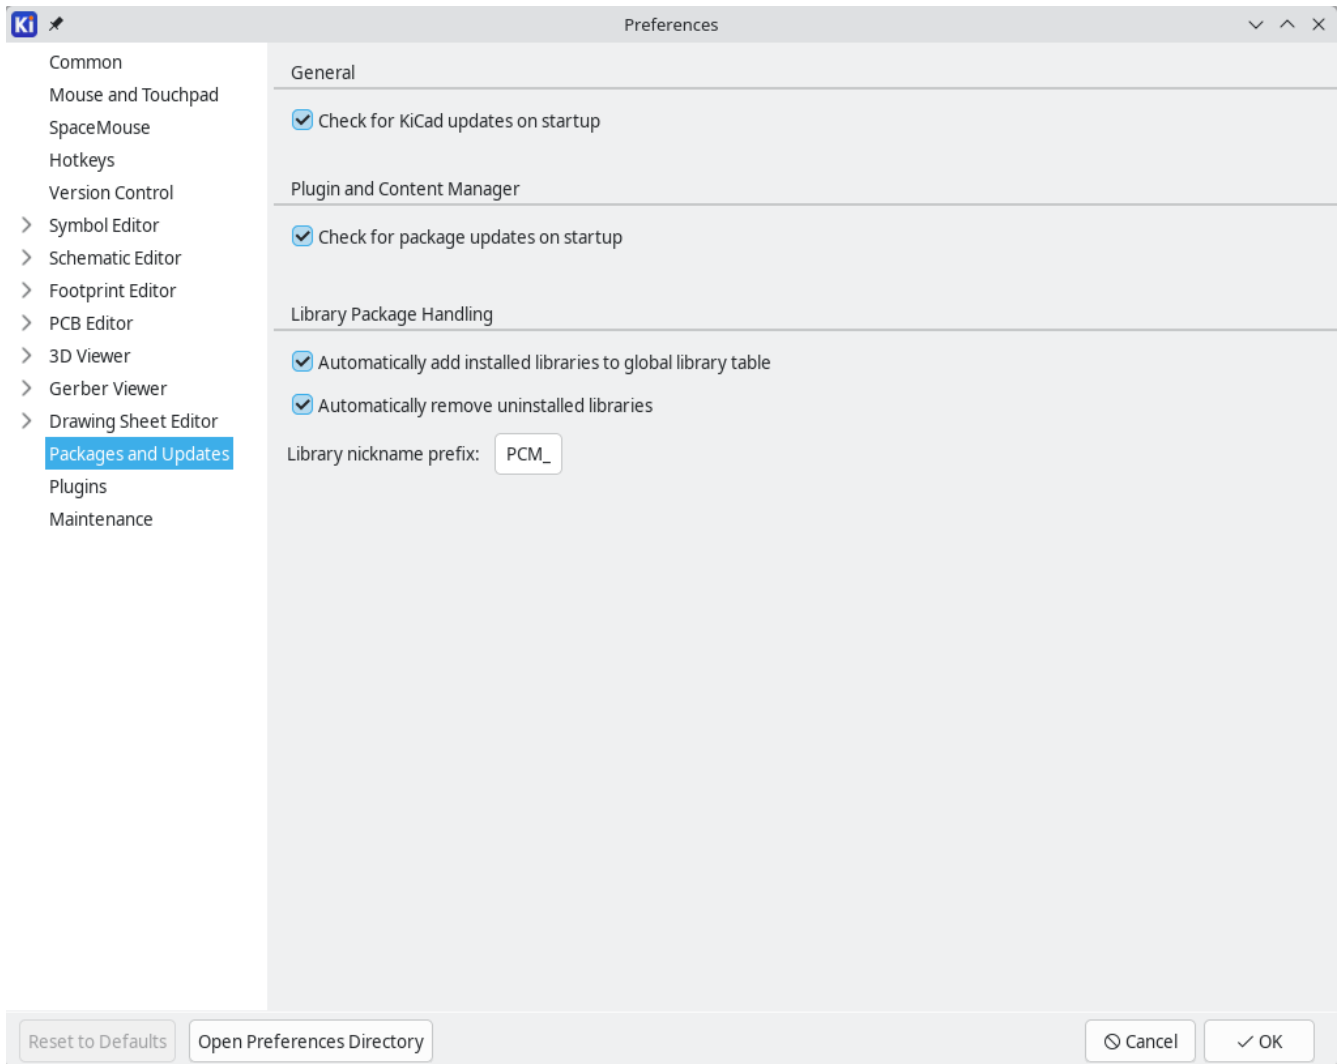 Ki
Preferences
Common
Mouse and Touchpad
SpaceMouse
Hotkeys
Version Control
Symbol Editor
Schematic Editor
Footprint Editor
PCB Editor
3D Viewer
Gerber Viewer
Drawing Sheet Editor
Packages and Updates
Plugins
Maintenance
General
Check for KiCad updates on startup
Plugin and Content Manager
Check for package updates on startup
Library Package Handling
Automatically add installed libraries to global library table
Automatically remove uninstalled libraries
Library nickname prefix: PCM_
Reset to Defaults
Open Preferences Directory
Cancel
OK